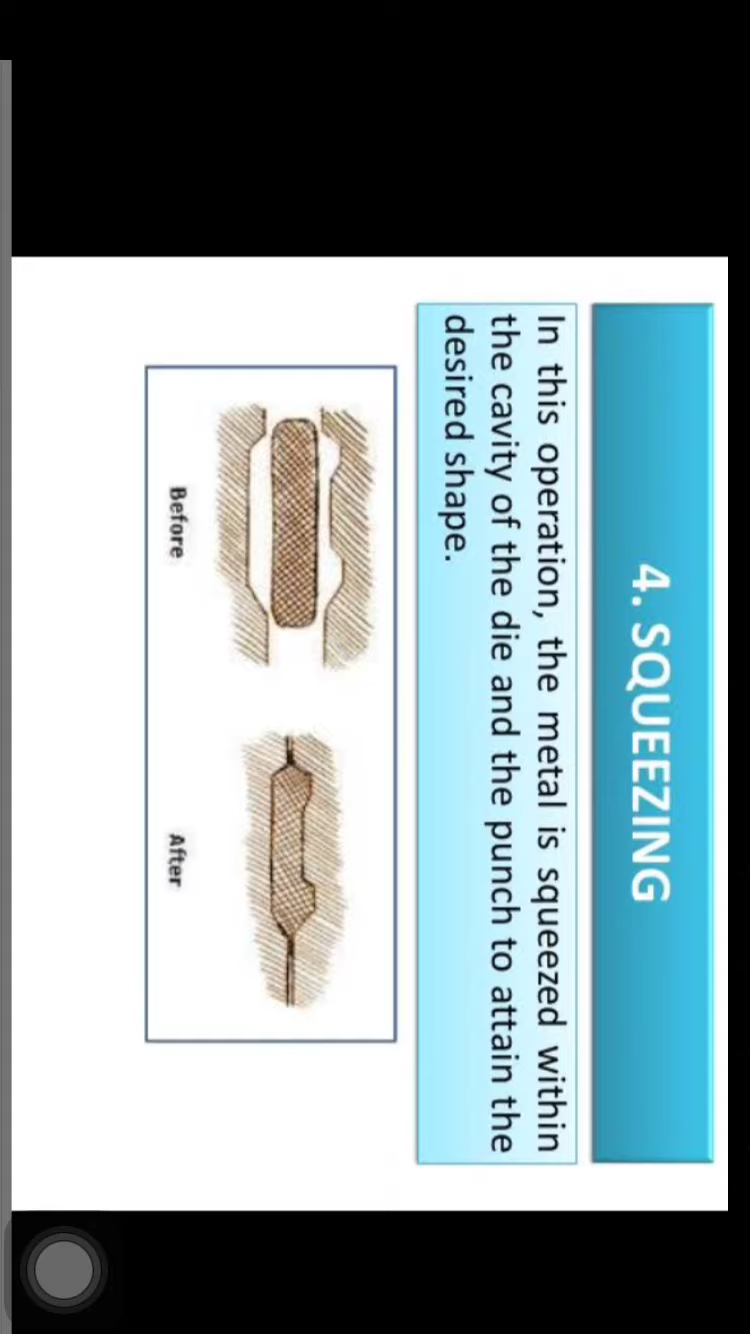 4. SQUEEZING
In this operation, the metal is squeezed within
the cavity of the die and the punch to attain the
desired shape.
Before
After